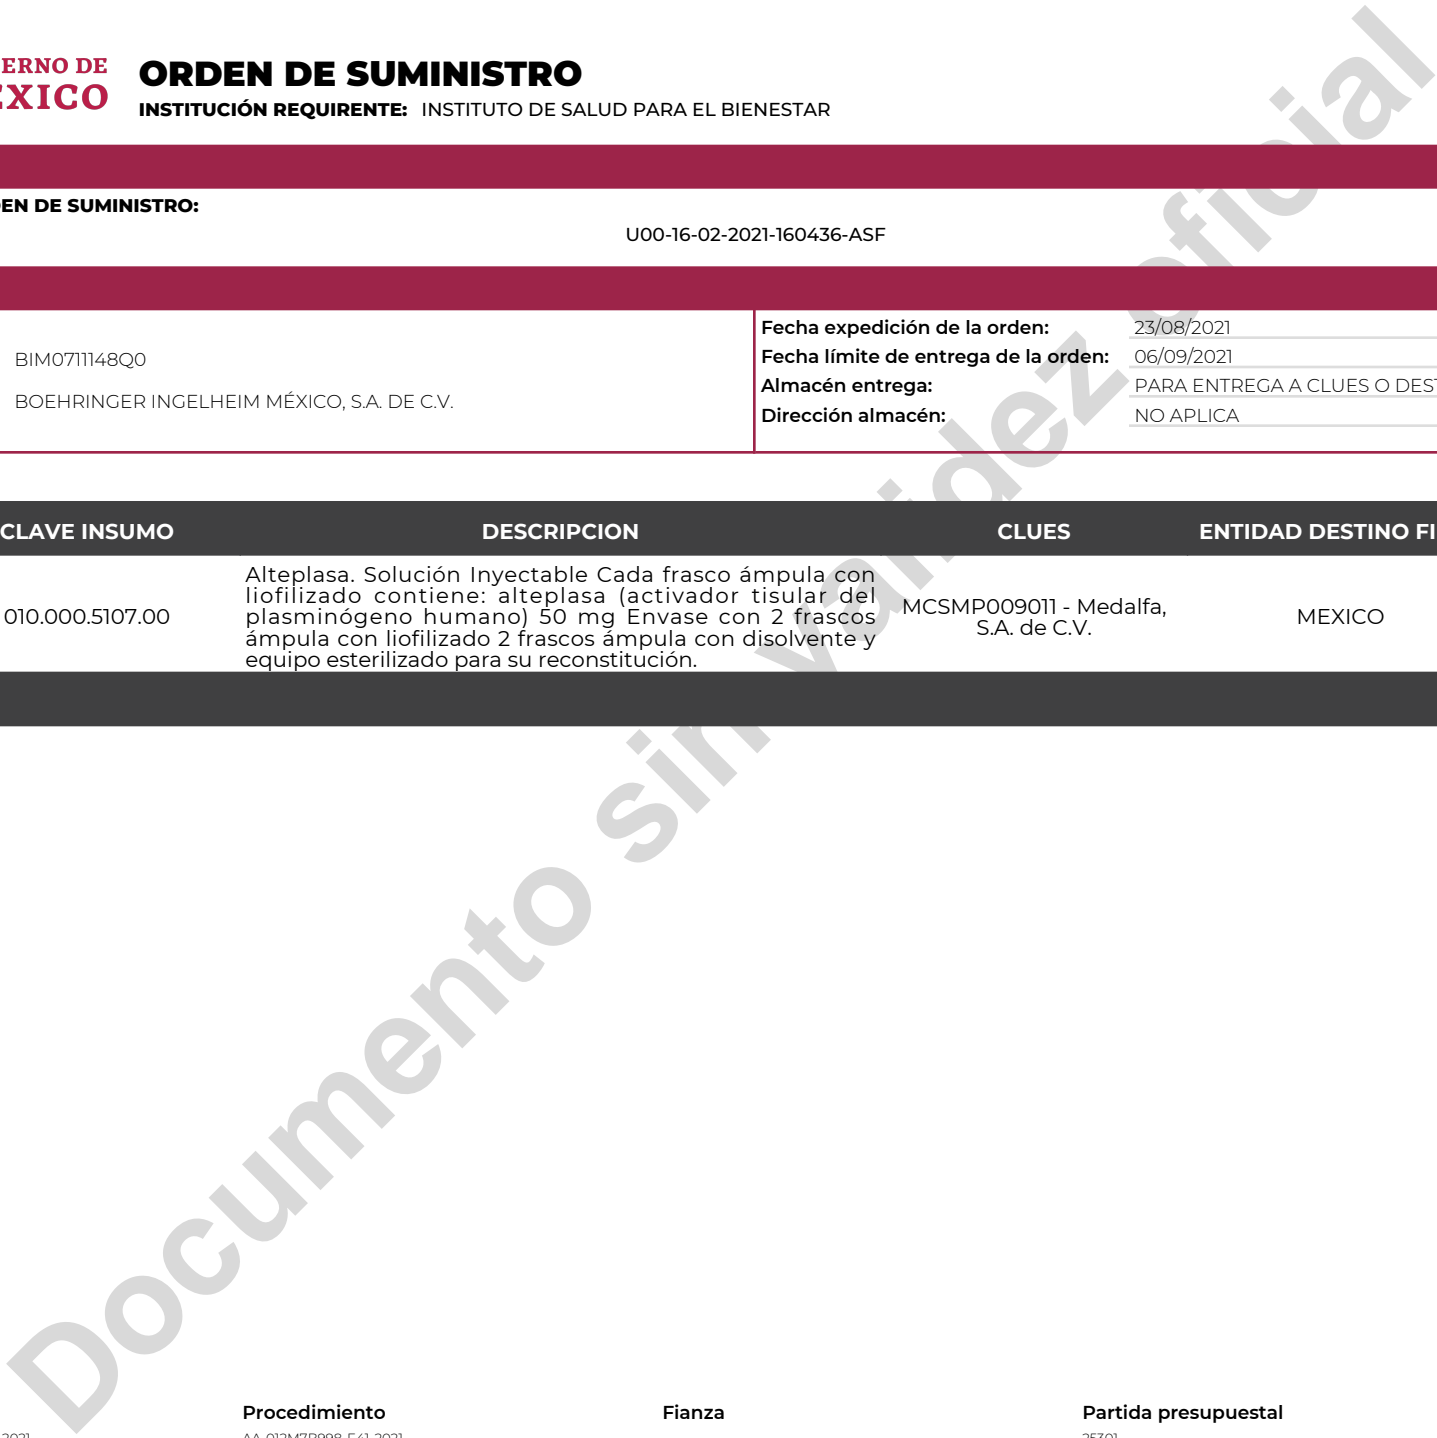 ERNO DE
EXICO
ORDEN DE SUMINISTRO
INSTITUCIÓN REQUIRENTE: INSTITUTO DE SALUD PARA EL BIENESTAR
EN DE SUMINISTRO:
U00-16-02-2021-160436-ASF
BIM0711148Q0
BOEHRINGER INGELHEIM MÉXICO, S.A. DE C.V.
Fecha expedición de la orden: 23/08/2021
Fecha límite de entrega de la orden: 06/09/2021
Almacén entrega: PARA ENTREGA A CLUES O DEST
Dirección almacén: NO APLICA
CLAVE INSUMO DESCRIPCION CLUES ENTIDAD DESTINO FI
010.000.5107.00
Alteplasa. Solución Inyectable Cada frasco ámpula con
liofilizado contiene: alteplasa (activador tisular del
plasminógeno humano) 50 mg Envase con 2 frascos
ámpula con liofilizado 2 frascos ámpula con disolvente y
equipo esterilizado para su reconstitución.
MCSMP009011 - Medalfa,
S.A. de C.V.
MEXICO
Documento sin validez oficial
Procedimiento Fianza Partida presupuestal